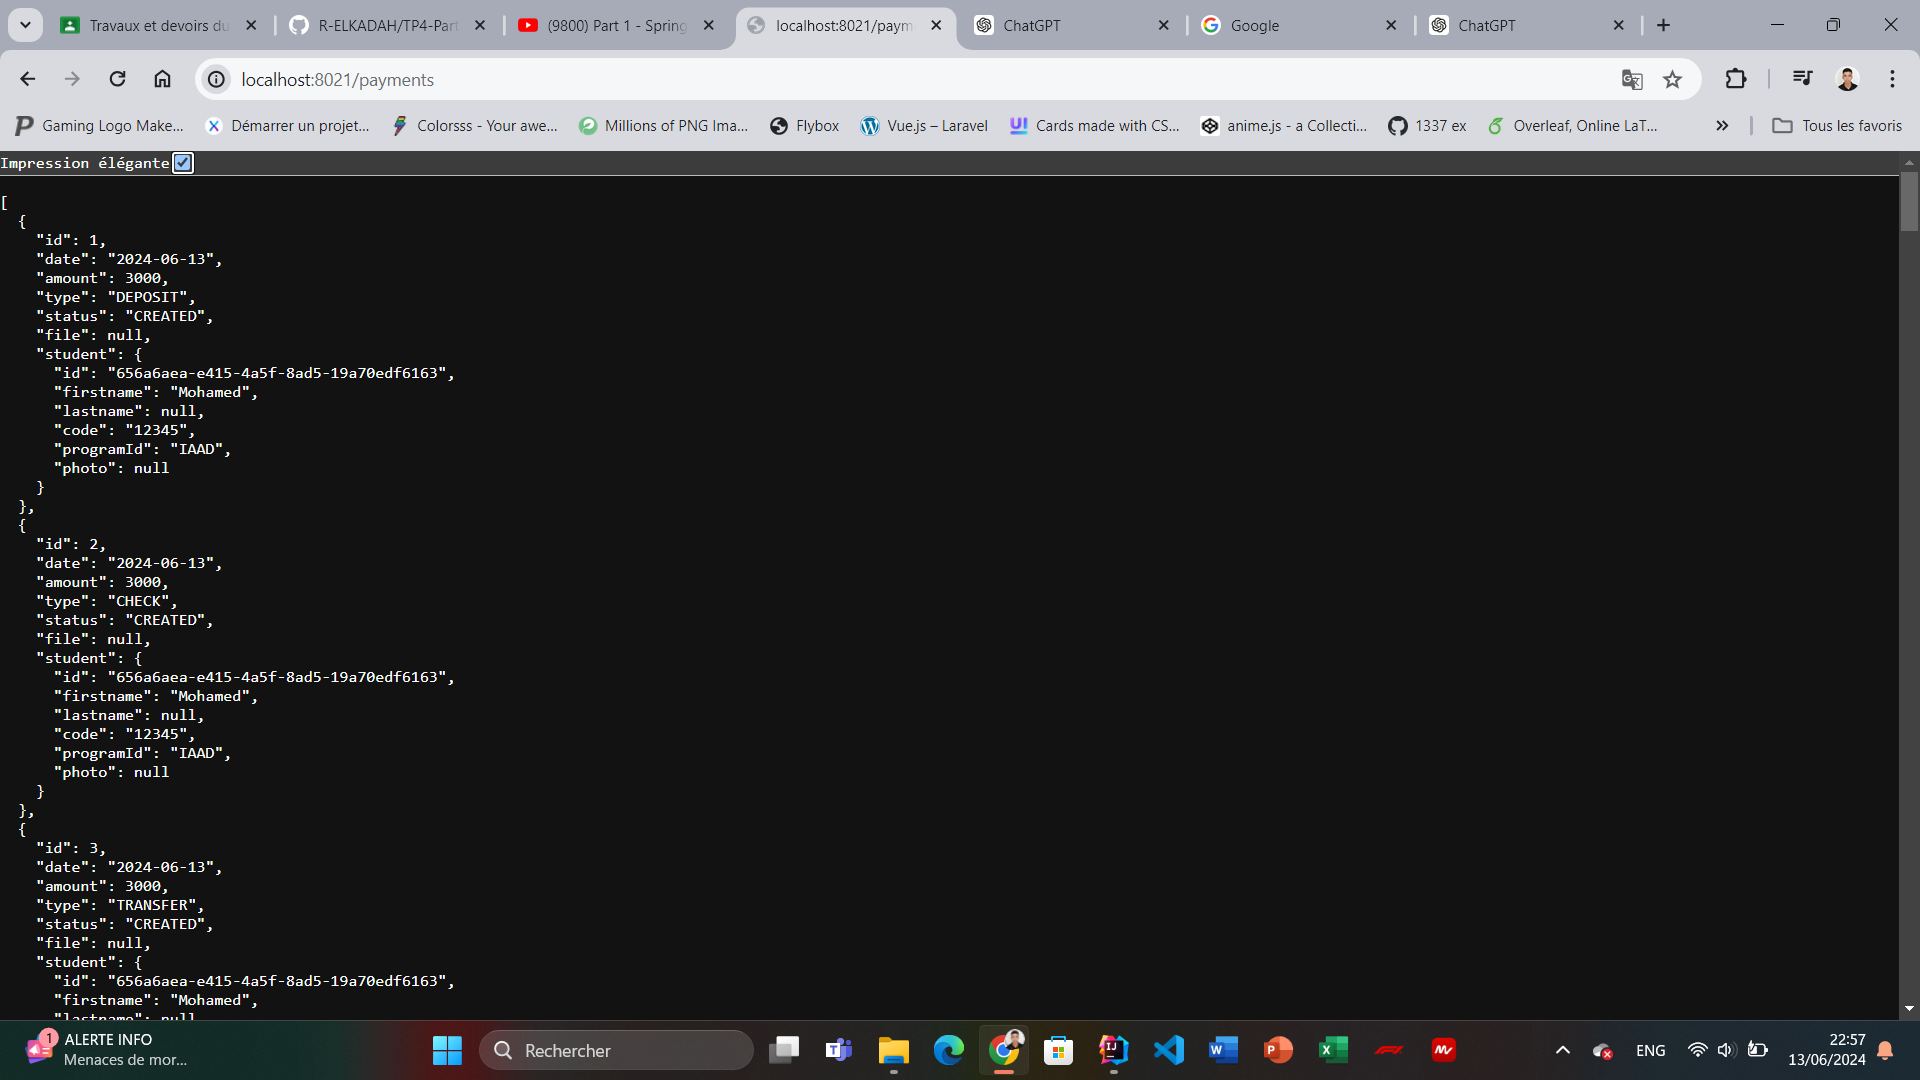 Travaux et devoirs du
R-ELKADAH/TP4-Part
(9800) Part 1 - Spring
localhost:8021/paym
ChatGPT
Google
ChatGPT
localhost:8021/payments
Gaming Logo Make...
Démarrer un projet...
Colorsss - Your awe...
Millions of PNG Ima...
Flybox
Vue.js – Laravel
Cards made with CS...
anime.js - a Collecti...
1337 ex
Overleaf, Online LaT...
Tous les favoris
Impression élégante
[
{
"id": 1,
"date": "2024-06-13",
"amount": 3000,
"type": "DEPOSIT",
"status": "CREATED",
"file": null,
"student": {
"id": "656a6aea-e415-4a5f-8ad5-19a70edf6163",
"firstname": "Mohamed",
"lastname": null,
"code": "12345",
"programId": "IAAD",
"photo": null
}
},
{
"id": 2,
"date": "2024-06-13",
"amount": 3000,
"type": "CHECK",
"status": "CREATED",
"file": null,
"student": {
"id": "656a6aea-e415-4a5f-8ad5-19a70edf6163",
"firstname": "Mohamed",
"lastname": null,
"code": "12345",
"programId": "IAAD",
"photo": null
}
},
{
"id": 3,
"date": "2024-06-13",
"amount": 3000,
"type": "TRANSFER",
"status": "CREATED",
"file": null,
"student": {
"id": "656a6aea-e415-4a5f-8ad5-19a70edf6163",
"firstname": "Mohamed",
"lastname": null
1
ALERTE INFO
Menaces de mor...
Rechercher
ENG
22:57
13/06/2024